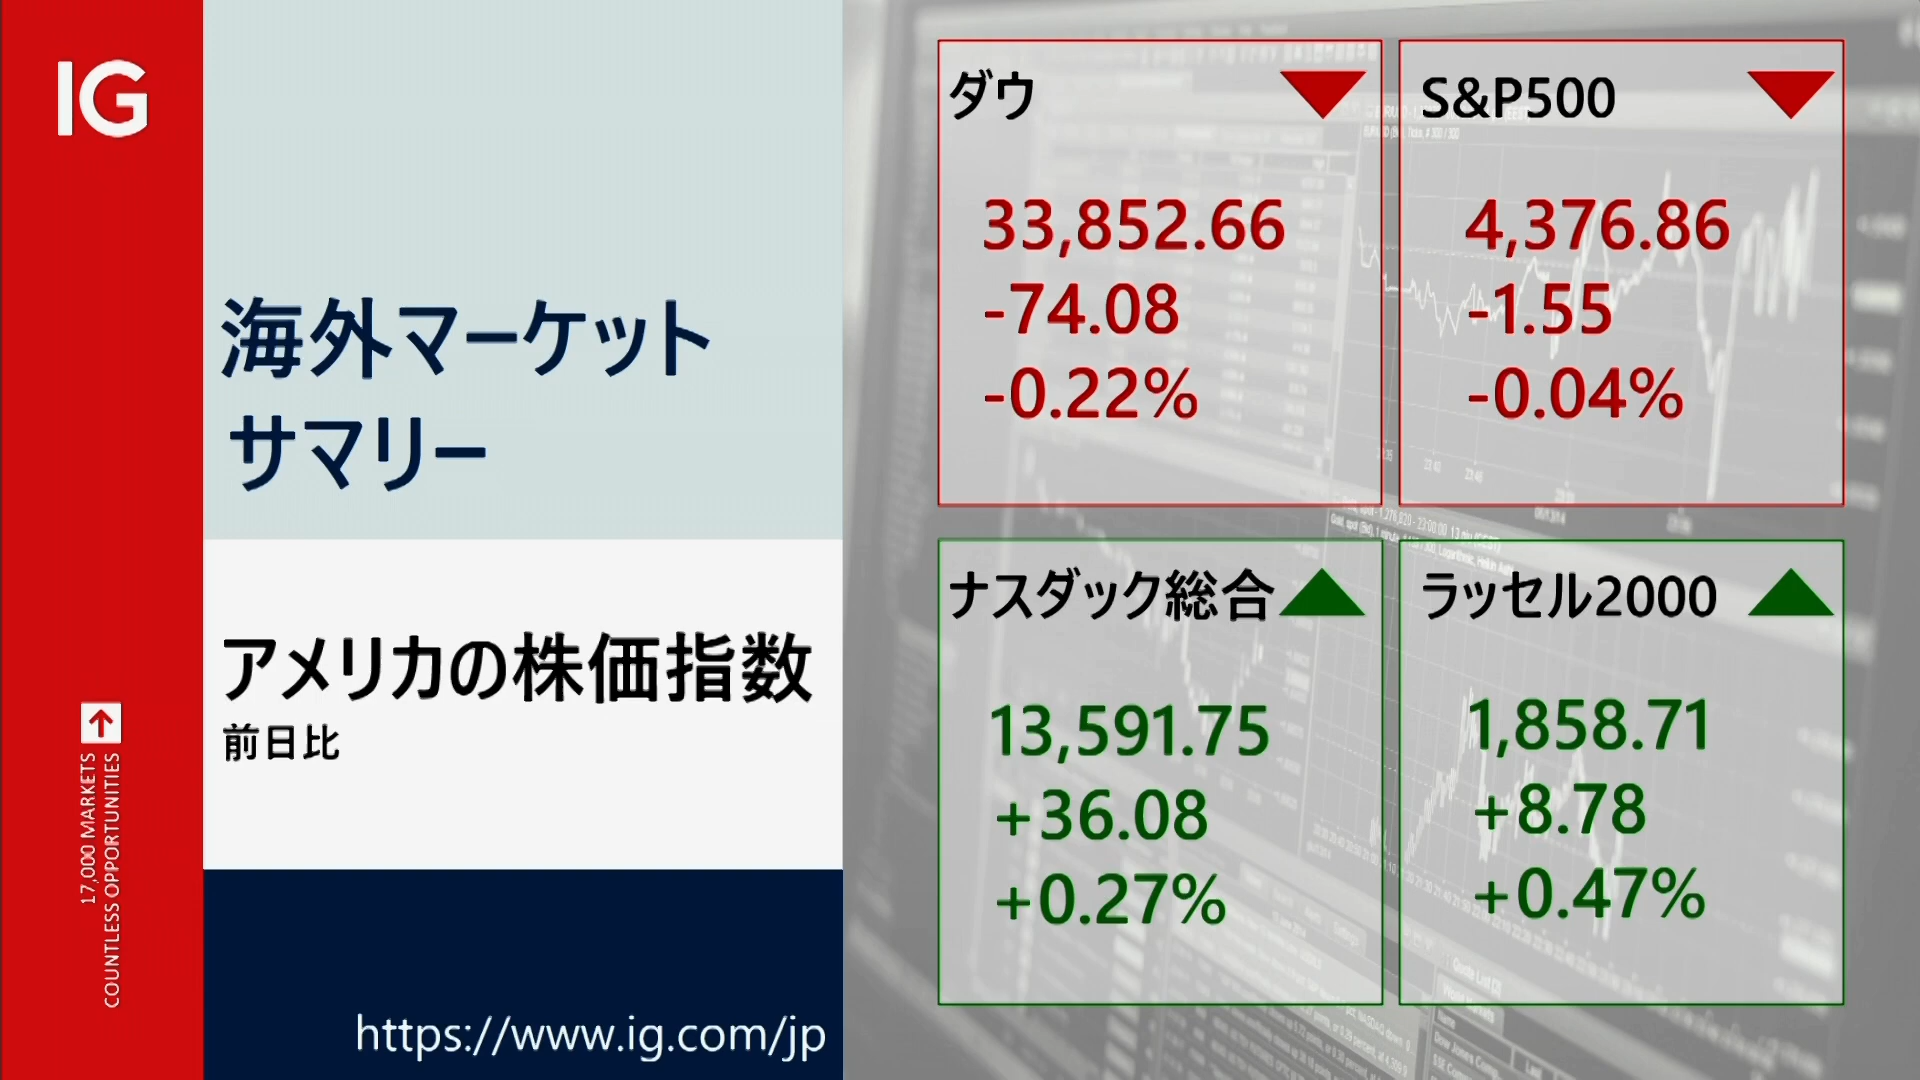 IG
17,000 MARKETS
COUNTLESS OPPORTUNITIES
海外マーケット
サマリー
アメリカの株価指数
前日比
https://www.ig.com/jp
ダウ
33,852.66
-74.08
-0.22%
S&P500
4,376.86
-1.55
-0.04%
ナスダック総合
13,591.75
+36.08
+0.27%
ラッセル2000
1,858.71
+8.78
+0.47%